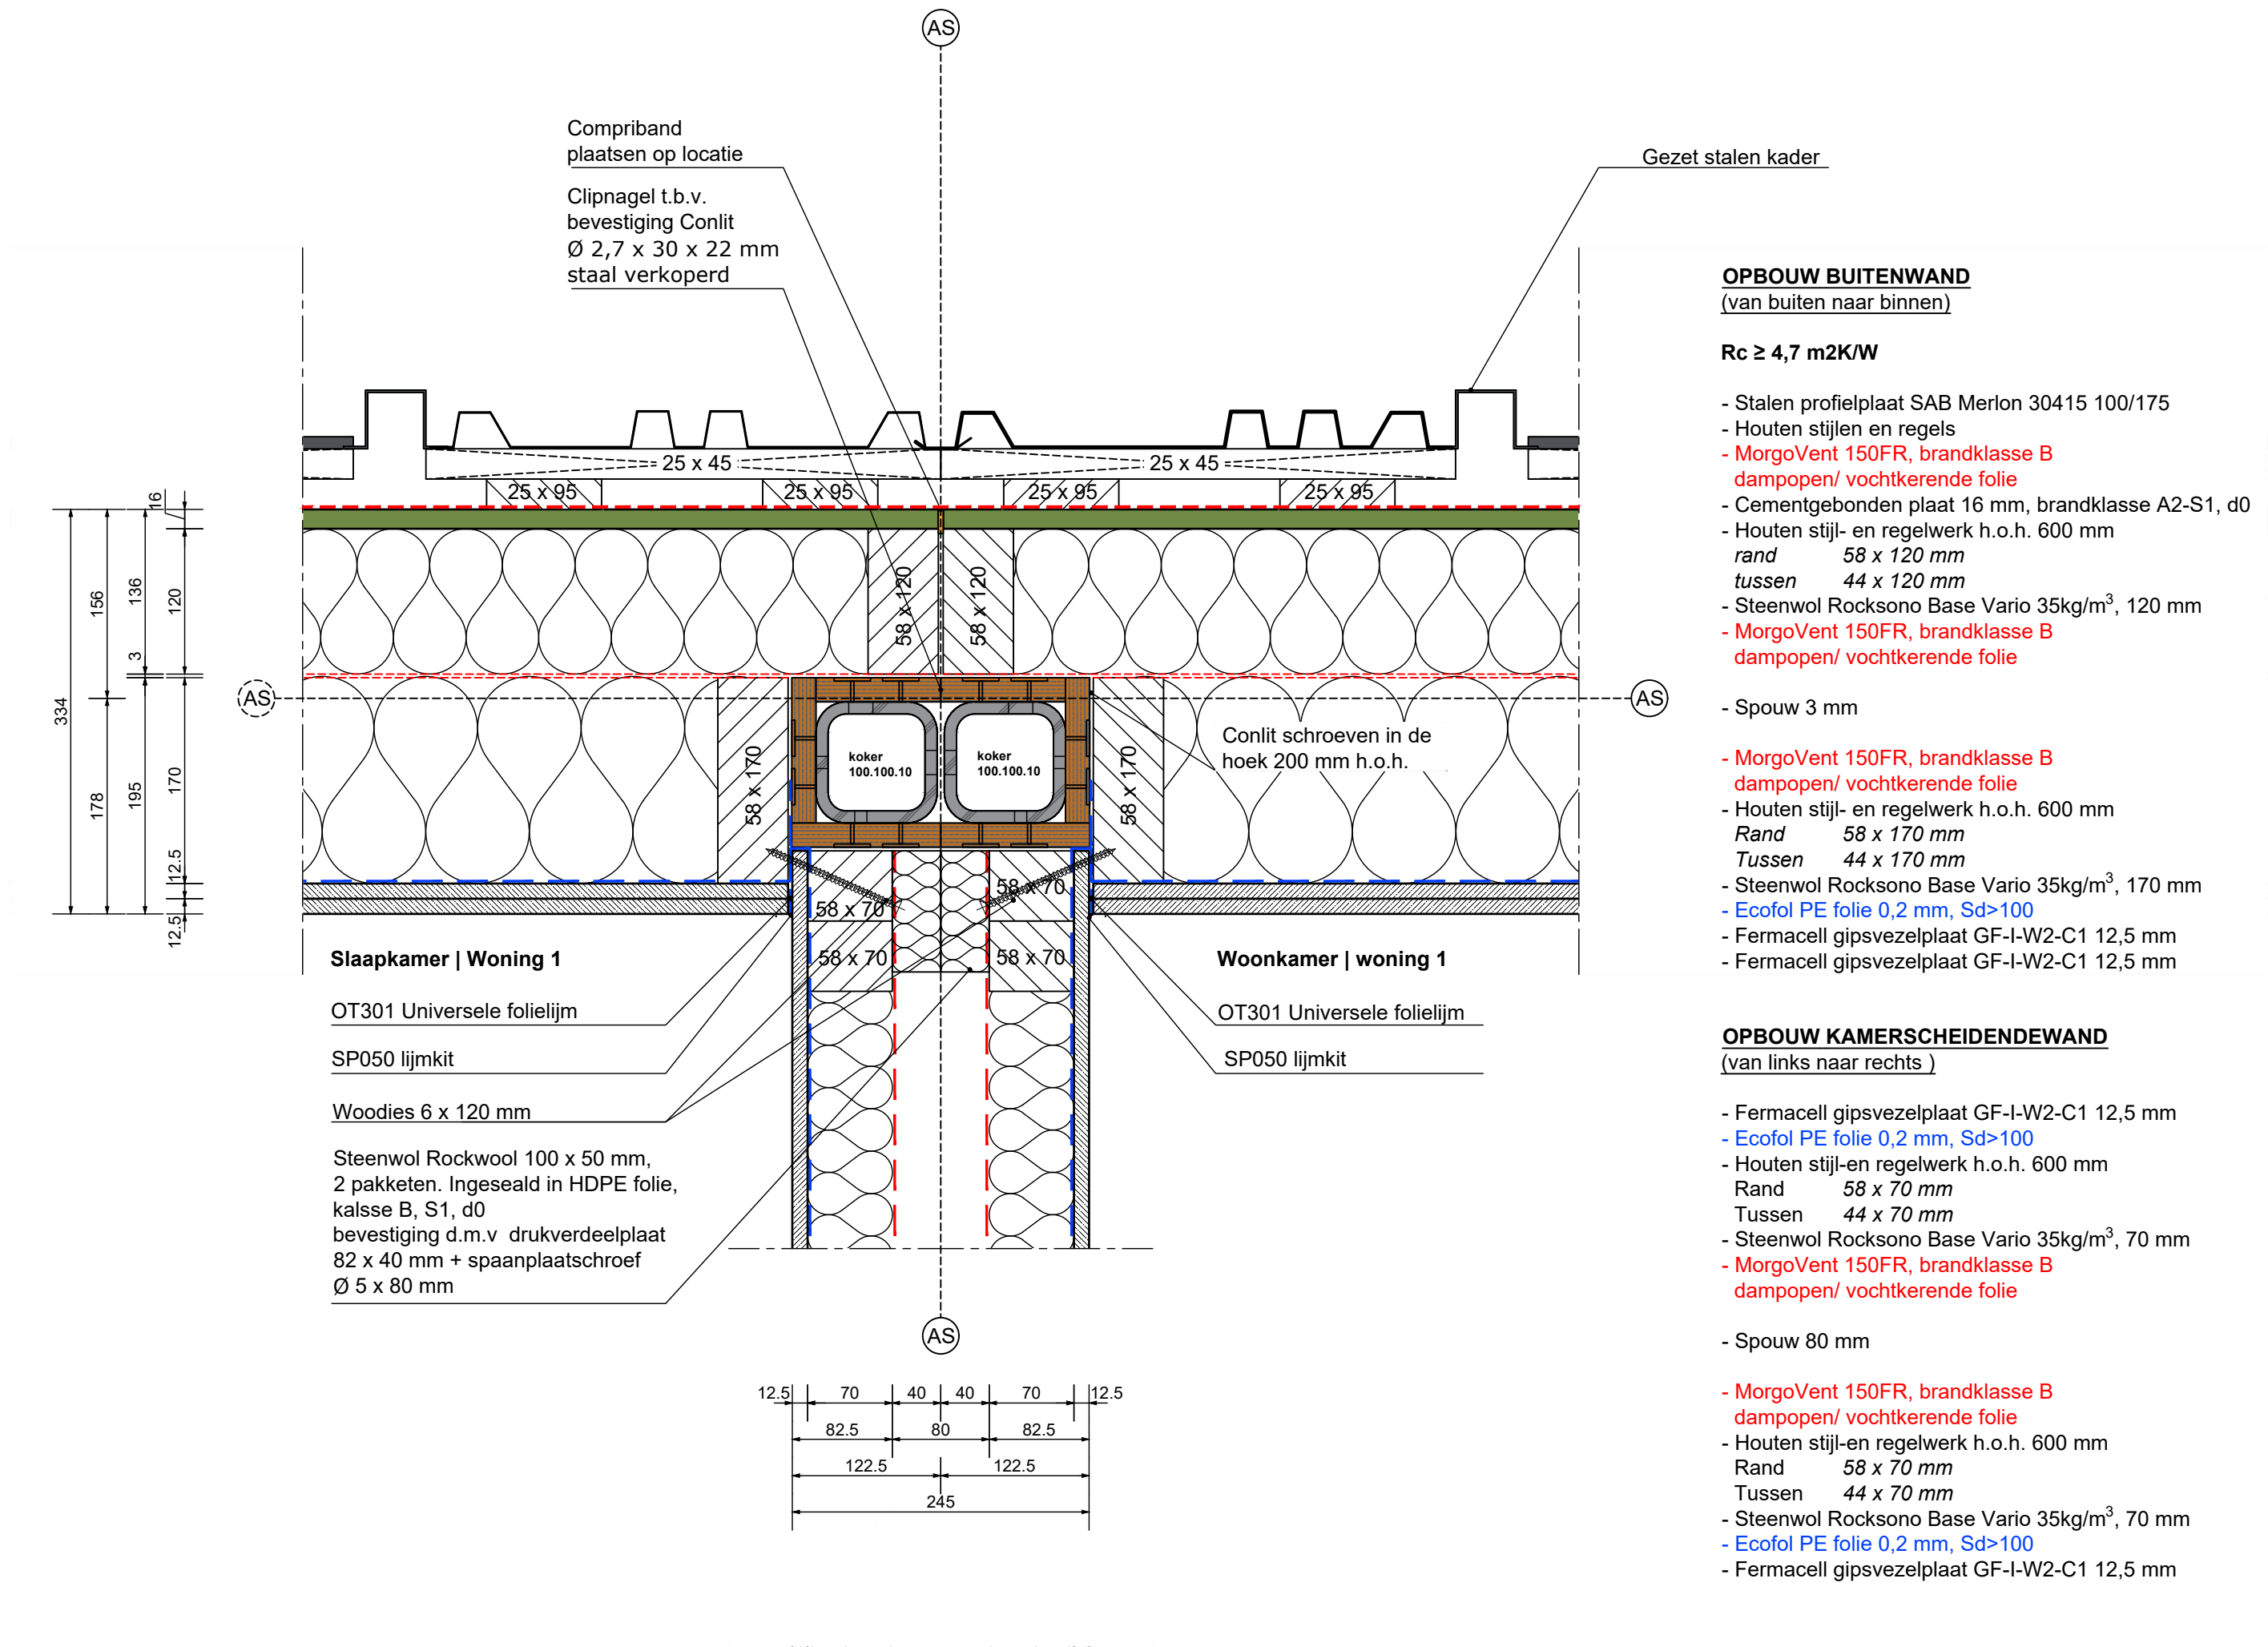 AS
Compriband
plaatsen op locatie
Clipnagel t.b.v.
bevestiging Conlit
Ø 2,7 x 30 x 22 mm
staal verkoperd
Gezet stalen kader
25 x 45
25 x 45
25 x 95
25 x 95
25 x 95
25 x 95
16
334
156
178
136
3
195
120
170
12.5
12.5
58 x 120
58 x 120
AS
AS
58 x 170
58 x 170
koker
100.100.10
koker
100.100.10
Conlit schroeven in de
hoek 200 mm h.o.h.
58 x 70
58 x 70
58 x 70
58 x 70
Slaapkamer | Woning 1
Woonkamer | woning 1
OT301 Universele folielijm
SP050 lijmkit
Woodies 6 x 120 mm
Steenwol Rockwool 100 x 50 mm,
2 pakketen. Ingeseald in HDPE folie,
kalsse B, S1, d0
bevestiging d.m.v drukverdeelplaat
82 x 40 mm + spaanplaatschroef
Ø 5 x 80 mm
OT301 Universele folielijm
SP050 lijmkit
AS
12.5 70 40 40 70 12.5
82.5 80 82.5
122.5 122.5
245
OPBOUW BUITENWAND
(van buiten naar binnen)
Rc ≥ 4,7 m2K/W
- Stalen profielplaat SAB Merlon 30415 100/175
- Houten stijlen en regels
- MorgoVent 150FR, brandklasse B
dampopen/ vochtkerende folie
- Cementgebonden plaat 16 mm, brandklasse A2-S1, d0
- Houten stijl- en regelwerk h.o.h. 600 mm
rand 58 x 120 mm
tussen 44 x 120 mm
- Steenwol Rocksono Base Vario 35kg/m³, 120 mm
- MorgoVent 150FR, brandklasse B
dampopen/ vochtkerende folie
- Spouw 3 mm
- MorgoVent 150FR, brandklasse B
dampopen/ vochtkerende folie
- Houten stijl- en regelwerk h.o.h. 600 mm
Rand 58 x 170 mm
Tussen 44 x 170 mm
- Steenwol Rocksono Base Vario 35kg/m³, 170 mm
- Ecofol PE folie 0,2 mm, Sd>100
- Fermacell gipsvezelplaat GF-I-W2-C1 12,5 mm
- Fermacell gipsvezelplaat GF-I-W2-C1 12,5 mm
OPBOUW KAMERSCHEIDENDEWAND
(van links naar rechts )
- Fermacell gipsvezelplaat GF-I-W2-C1 12,5 mm
- Ecofol PE folie 0,2 mm, Sd>100
- Houten stijl-en regelwerk h.o.h. 600 mm
Rand 58 x 70 mm
Tussen 44 x 70 mm
- Steenwol Rocksono Base Vario 35kg/m³, 70 mm
- MorgoVent 150FR, brandklasse B
dampopen/ vochtkerende folie
- Spouw 80 mm
- MorgoVent 150FR, brandklasse B
dampopen/ vochtkerende folie
- Houten stijl-en regelwerk h.o.h. 600 mm
Rand 58 x 70 mm
Tussen 44 x 70 mm
- Steenwol Rocksono Base Vario 35kg/m³, 70 mm
- Ecofol PE folie 0,2 mm, Sd>100
- Fermacell gipsvezelplaat GF-I-W2-C1 12,5 mm